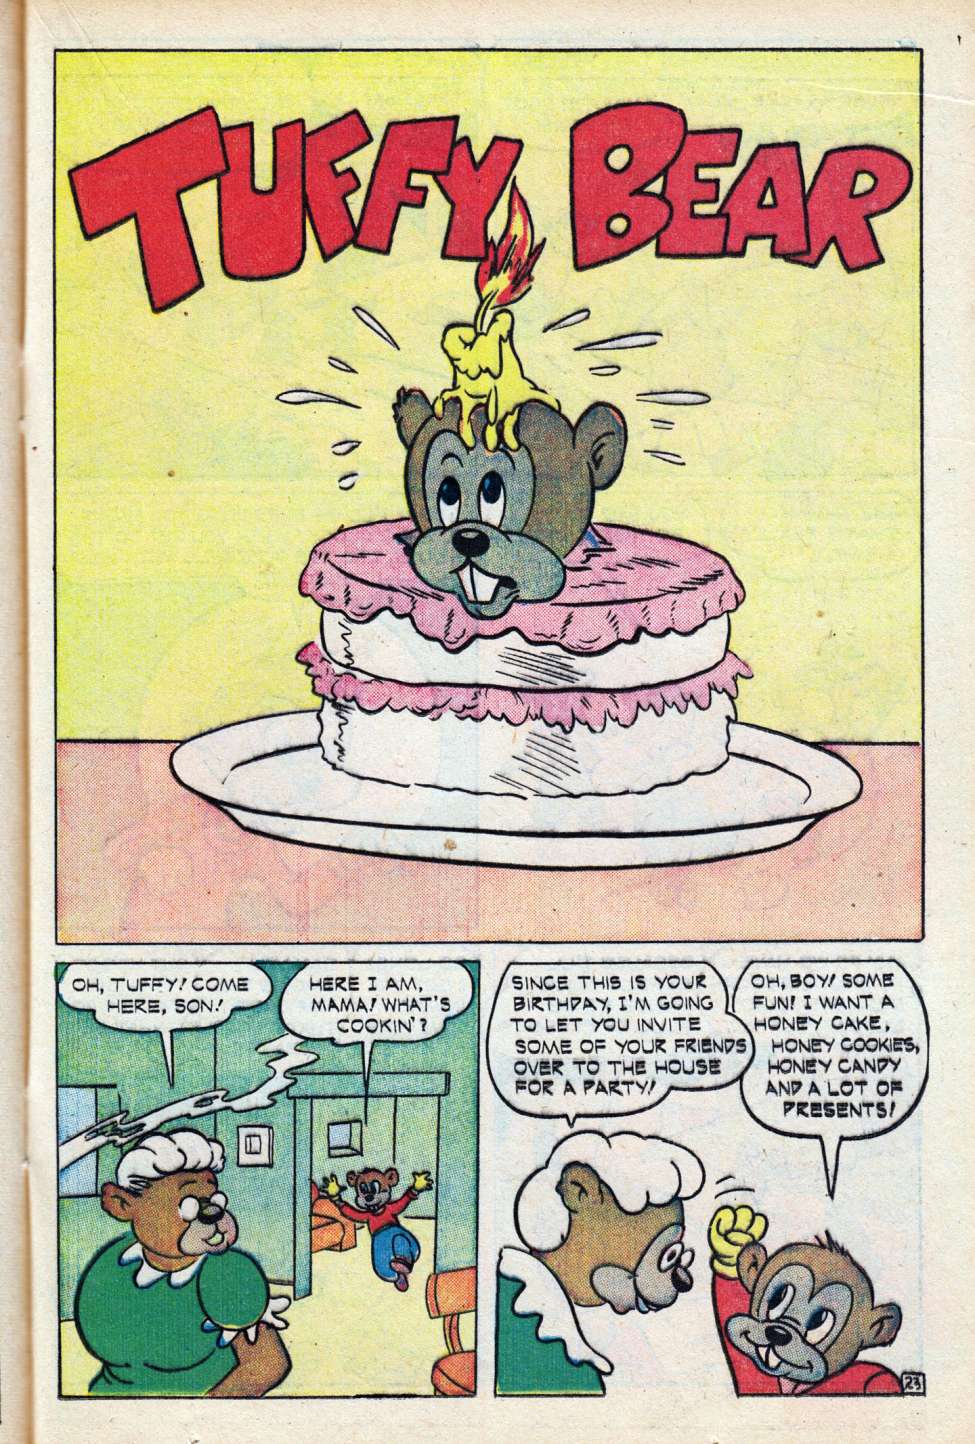 TUFFY BEAR
OH, TUFFY! COME
HERE, SON!
HERE I AM,
MAMA! WHAT'S
COOKIN'?
SINCE THIS IS YOUR
BIRTHDAY, I'M GOING
TO LET YOU INVITE
SOME OF YOUR FRIENDS
OVER TO THE HOUSE
FOR A PARTY!
OH, BOY! SOME
FUN! I WANT A
HONEY CAKE,
HONEY COOKIES,
HONEY CANDY
AND A LOT OF
PRESENTS!
23